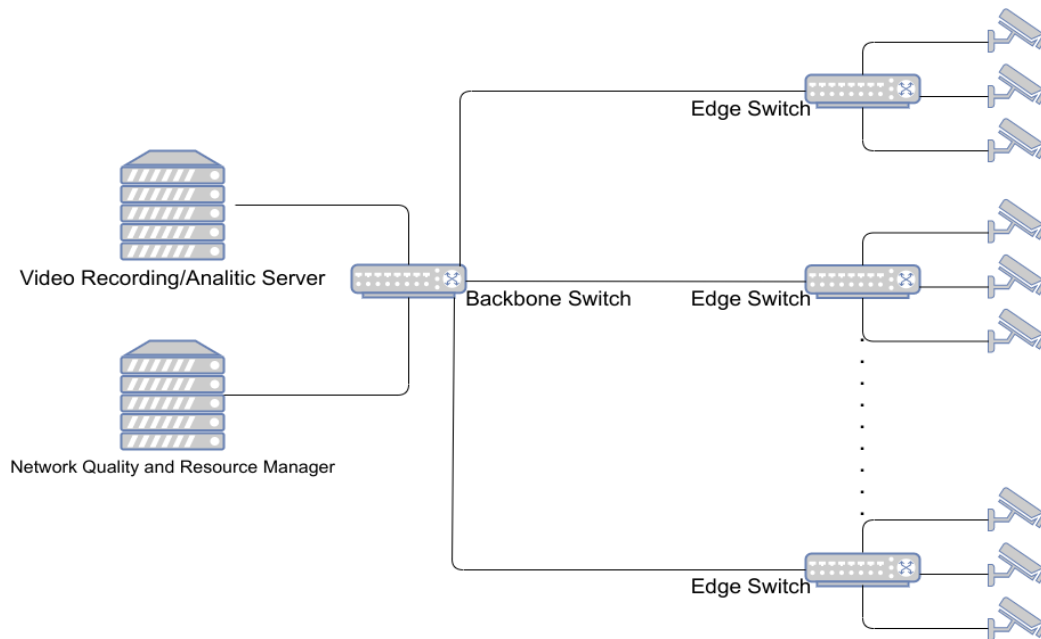 Edge Switch
Video Recording/Analitic Server
Backbone Switch
Edge Switch
Network Quality and Resource Manager
Edge Switch